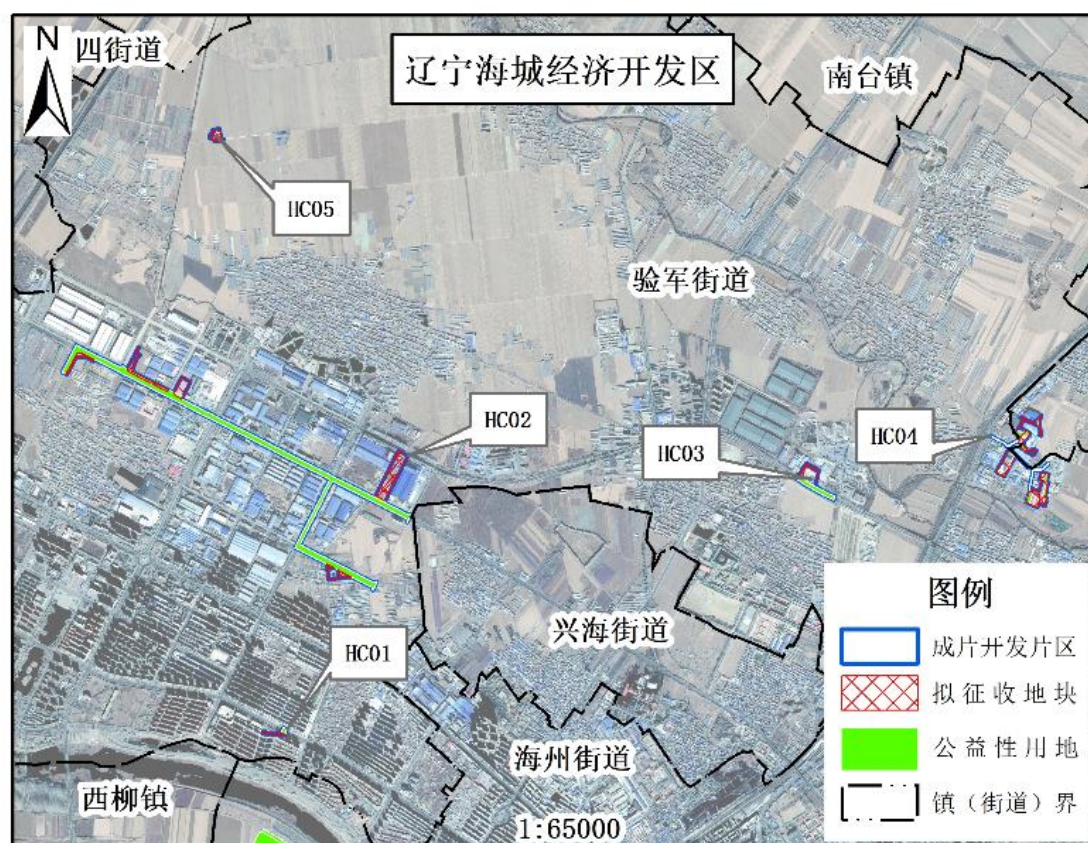 N
四街道
辽宁海城经济开发区
南台镇
HC05
验军街道
HC02
HC03
HC04
兴海街道
HC01
海州街道
西柳镇
1:65000
图例
成片开发片区
拟征收地块
公益性用地
镇（街道）界